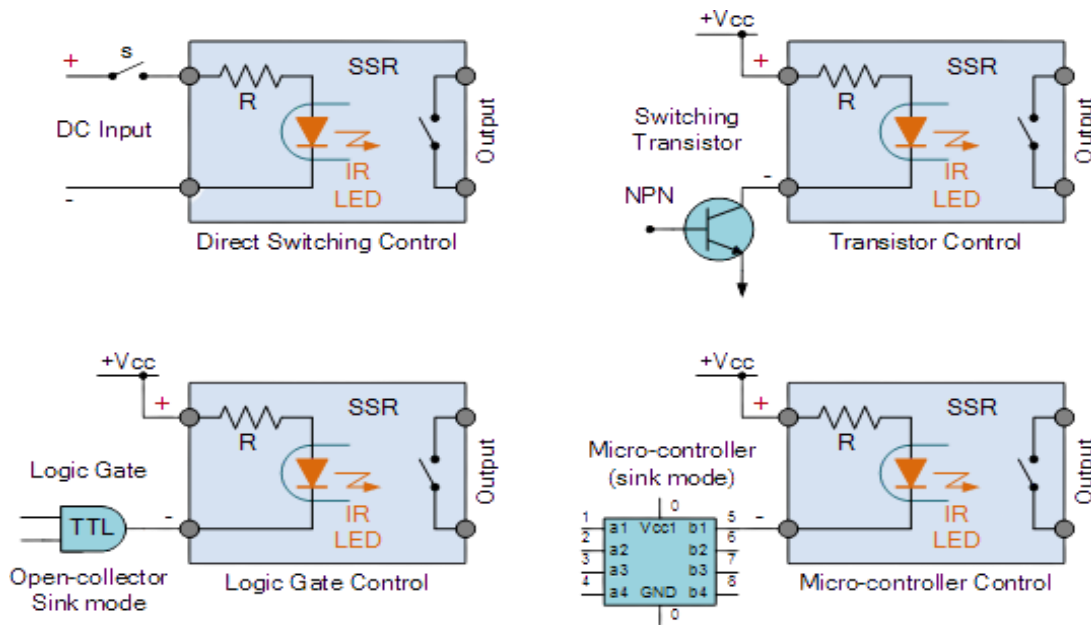 +
s
SSR
R
DC Input
IR
LED
-
Output
Direct Switching Control
+Vcc
+
SSR
R
Switching
Transistor
IR
LED
-
NPN
Output
Transistor Control
+Vcc
+
SSR
R
Logic Gate
TTL
-
IR
LED
Output
Open-collector
Sink mode
Logic Gate Control
+Vcc
+
SSR
R
Micro-controller
(sink mode)
0
1 a1 Vcc1 b1 5
2 a2 b2 6
3 a3 b3 7
4 a4 GND b4 8
0
-
IR
LED
Output
Micro-controller Control